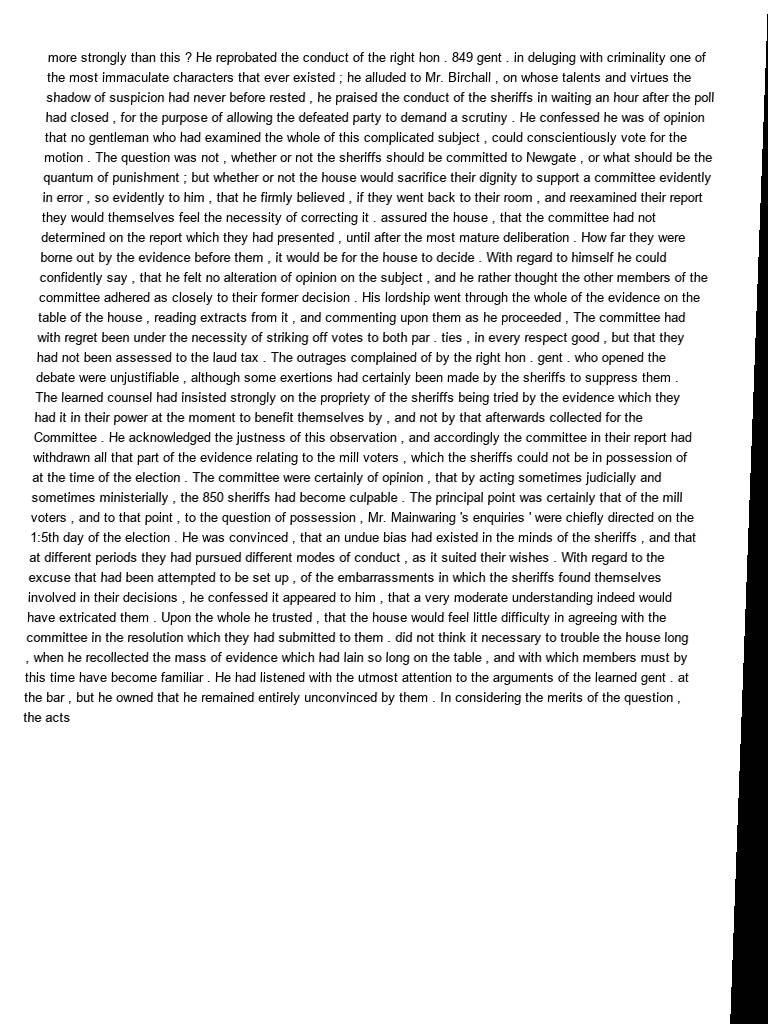 more strongly than this ? He reprobated the conduct of the right hon . 849 gent . in deluging with criminality one of
the most immaculate characters that ever existed ; he alluded to Mr. Birchall , on whose talents and virtues the
shadow of suspicion had never before rested , he praised the conduct of the sheriffs in waiting an hour after the poll
had closed , for the purpose of allowing the defeated party to demand a scrutiny . He confessed he was of opinion
that no gentleman who had examined the whole of this complicated subject , could conscientiously vote for the
motion . The question was not , whether or not the sheriffs should be committed to Newgate , or what should be the
quantum of punishment ; but whether or not the house would sacrifice their dignity to support a committee evidently
in error , so evidently to him , that he firmly believed , if they went back to their room , and reexamined their report
they would themselves feel the necessity of correcting it . assured the house , that the committee had not
determined on the report which they had presented , until after the most mature deliberation . How far they were
borne out by the evidence before them , it would be for the house to decide . With regard to himself he could
confidently say , that he felt no alteration of opinion on the subject , and he rather thought the other members of the
committee adhered as closely to their former decision . His lordship went through the whole of the evidence on the
table of the house , reading extracts from it , and commenting upon them as he proceeded , The committee had
with regret been under the necessity of striking off votes to both par . ties , in every respect good , but that they
had not been assessed to the laud tax . The outrages complained of by the right hon . gent . who opened the
debate were unjustifiable , although some exertions had certainly been made by the sheriffs to suppress them .
The learned counsel had insisted strongly on the propriety of the sheriffs being tried by the evidence which they
had it in their power at the moment to benefit themselves by , and not by that afterwards collected for the
Committee . He acknowledged the justness of this observation , and accordingly the committee in their report had
withdrawn all that part of the evidence relating to the mill voters , which the sheriffs could not be in possession of
at the time of the election . The committee were certainly of opinion , that by acting sometimes judicially and
sometimes ministerially , the 850 sheriffs had become culpable . The principal point was certainly that of the mill
voters , and to that point , to the question of possession , Mr. Mainwaring 's enquiries ' were chiefly directed on the
1:5th day of the election . He was convinced , that an undue bias had existed in the minds of the sheriffs , and that
at different periods they had pursued different modes of conduct , as it suited their wishes . With regard to the
excuse that had been attempted to be set up , of the embarrassments in which the sheriffs found themselves
involved in their decisions , he confessed it appeared to him , that a very moderate understanding indeed would
have extricated them . Upon the whole he trusted , that the house would feel little difficulty in agreeing with the
committee in the resolution which they had submitted to them . did not think it necessary to trouble the house long
, when he recollected the mass of evidence which had lain so long on the table , and with which members must by
this time have become familiar . He had listened with the utmost attention to the arguments of the learned gent . at
the bar , but he owned that he remained entirely unconvinced by them . In considering the merits of the question ,
the acts